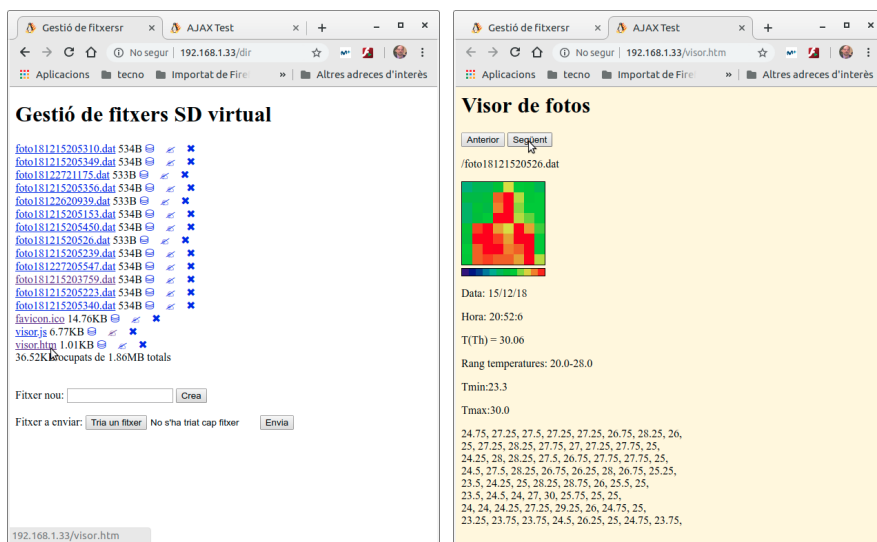 Gestió de fitxersr
AJAX Test
No segur | 192.168.1.33/dir
Aplicacions tecno Importat de Fire » Altres adreces d'interès
Gestió de fitxers SD virtual
foto181215205310.dat 534B
foto181215205349.dat 534B
foto18122721175.dat 533B
foto181215205356.dat 534B
foto18122620939.dat 533B
foto181215205153.dat 534B
foto181215205450.dat 534B
foto18121520526.dat 533B
foto181215205239.dat 534B
foto181227205547.dat 534B
foto181215203759.dat 534B
foto181215205223.dat 534B
foto181215205340.dat 534B
favicon.ico 14.76KB
visor.js 6.77KB
visor.htm 1.01KB
36.52KB ocupats de 1.86MB totals
Fitxer nou: Crea
Fitxer a enviar: Tria un fitxer No s'ha triat cap fitxer Envia
192.168.1.33/visor.htm
Gestió de fitxersr
AJAX Test
No segur | 192.168.1.33/visor.htm
Aplicacions tecno Importat de Fire » Altres adreces d'interès
Visor de fotos
Anterior Següent
/foto18121520526.dat
Data: 15/12/18
Hora: 20:52:6
T(Th) = 30.06
Rang temperatures: 20.0-28.0
Tmin:23.3
Tmax:30.0
24.75, 27.25, 27.5, 27.25, 27.25, 26.75, 28.25, 26,
25, 27.25, 28.25, 27.75, 27, 27.25, 27.75, 25,
24.25, 28, 28.25, 27.5, 26.75, 27.75, 27.75, 25,
24.5, 27.5, 28.25, 26.75, 26.25, 28, 26.75, 25.25,
23.5, 24.25, 25, 28.25, 28.75, 26, 25.5, 25,
23.5, 24.5, 24, 27, 30, 25.75, 25, 25,
24, 24, 24.25, 27.25, 29.25, 26, 24.75, 25,
23.25, 23.75, 23.75, 24.5, 26.25, 25, 24.75, 23.75,